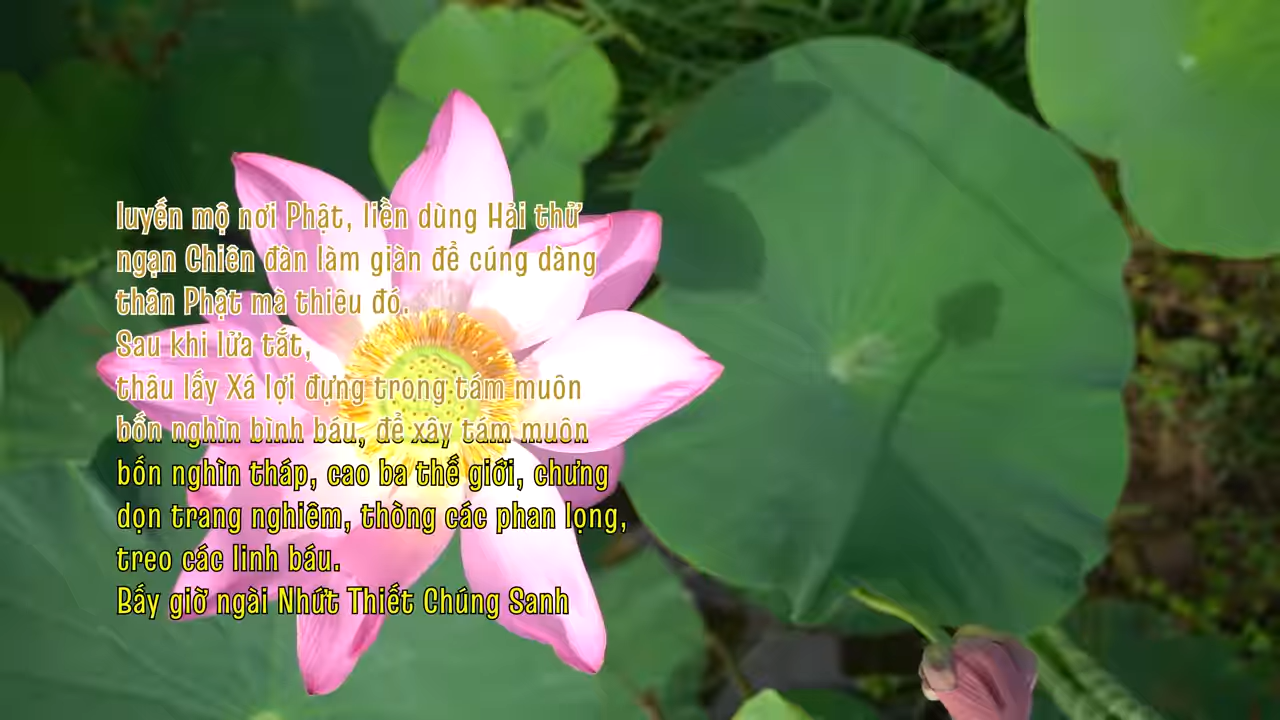 luyến mộ nơi Phật, liền dùng Hải thử
ngạn Chiên đàn làm giàn để cúng dàng
thân Phật mà thiêu đó.
Sau khi lửa tắt,
thâu lấy Xá lợi đựng trong tám muôn
bốn nghìn bình báu, để xây tám muôn
bốn nghìn tháp, cao ba thế giới, chưng
dọn trang nghiêm, thòng các phan lọng,
treo các linh báu.
Bấy giờ ngài Nhứt Thiết Chúng Sanh